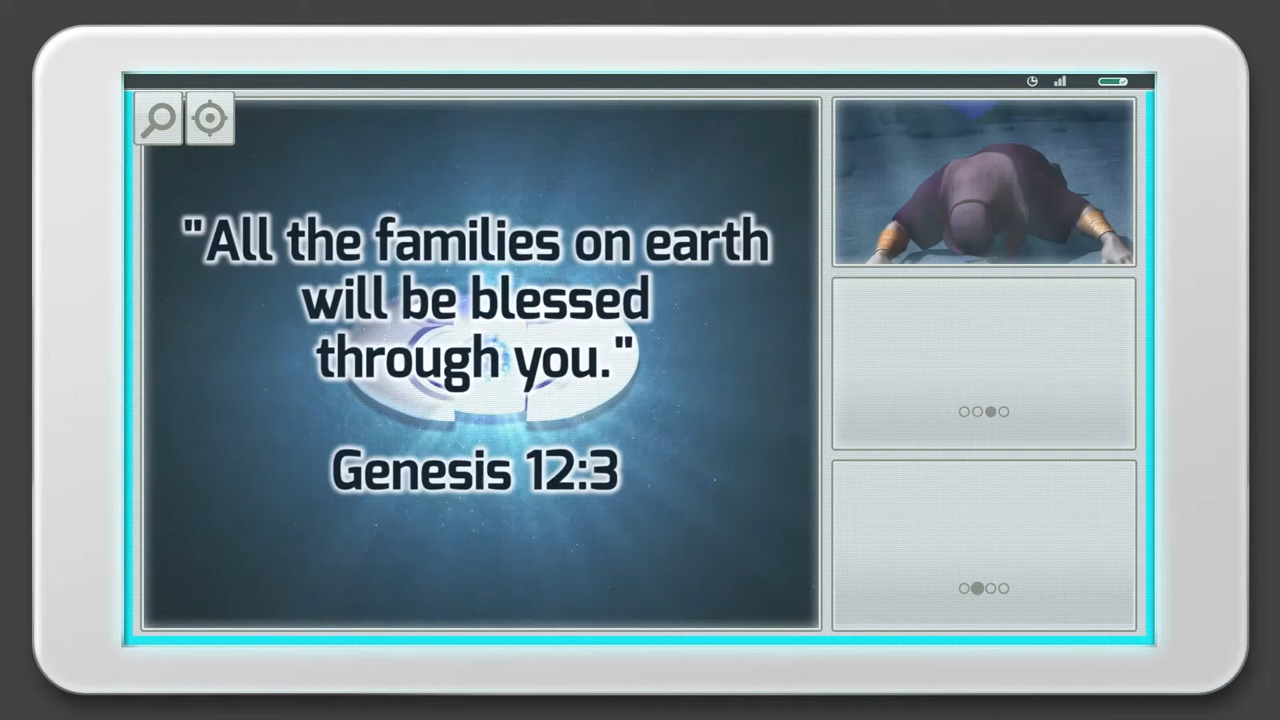 "All the families on earth
will be blessed
through you."
Genesis 12:3